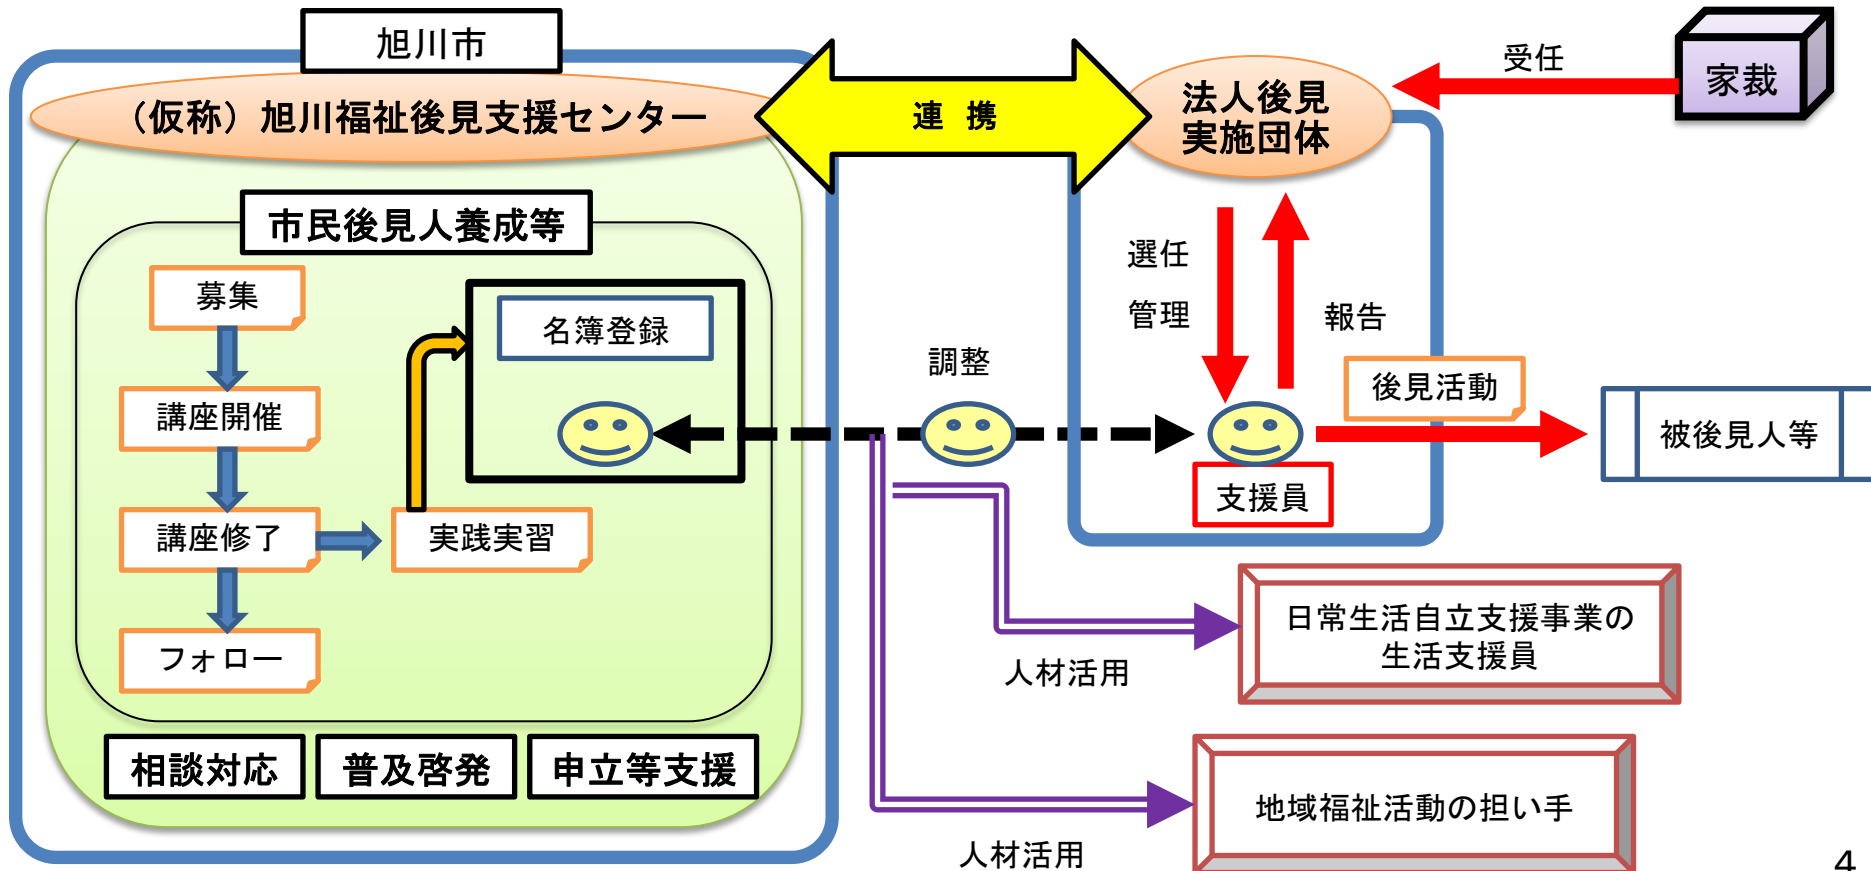 旭川市
（仮称）旭川福祉後見支援センター
連 携
法人後見
実施団体
受任
家裁
市民後見人養成等
募集
講座開催
講座修了
フォロー
実践実習
名簿登録
調整
選任
管理
報告
支援員
後見活動
被後見人等
相談対応
普及啓発
申立等支援
日常生活自立支援事業の
生活支援員
人材活用
地域福祉活動の担い手
人材活用
4